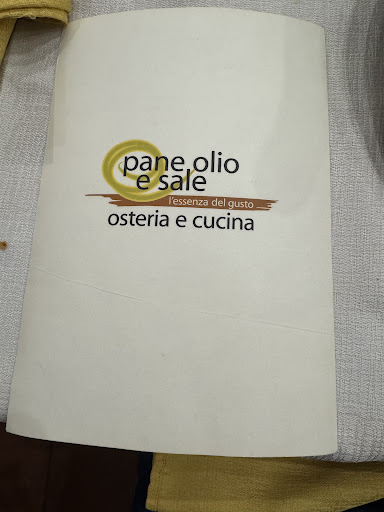 pane olio
e sale
l'essenza del gusto
osteria e cucina